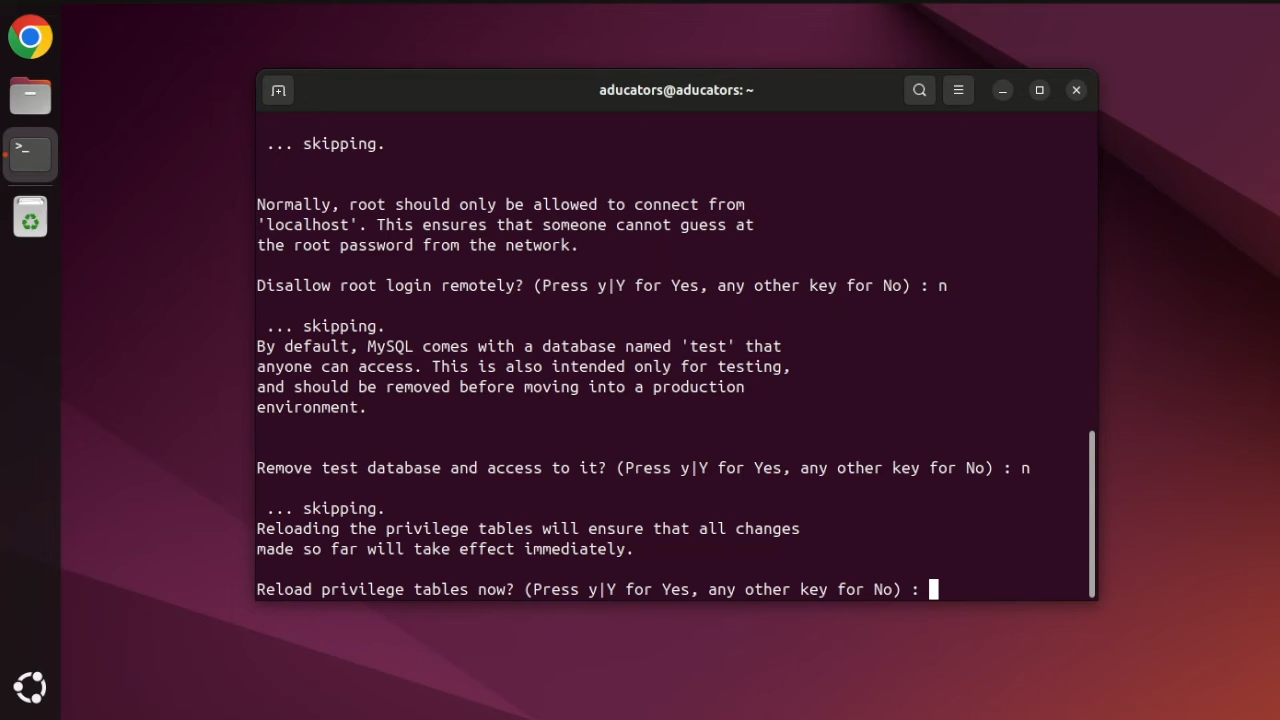 aducators@aducators: ~
... skipping.
Normally, root should only be allowed to connect from
'localhost'. This ensures that someone cannot guess at
the root password from the network.
Disallow root login remotely? (Press y|Y for Yes, any other key for No) : n
... skipping.
By default, MySQL comes with a database named 'test' that
anyone can access. This is also intended only for testing,
and should be removed before moving into a production
environment.
Remove test database and access to it? (Press y|Y for Yes, any other key for No) : n
... skipping.
Reloading the privilege tables will ensure that all changes
made so far will take effect immediately.
Reload privilege tables now? (Press y|Y for Yes, any other key for No) :